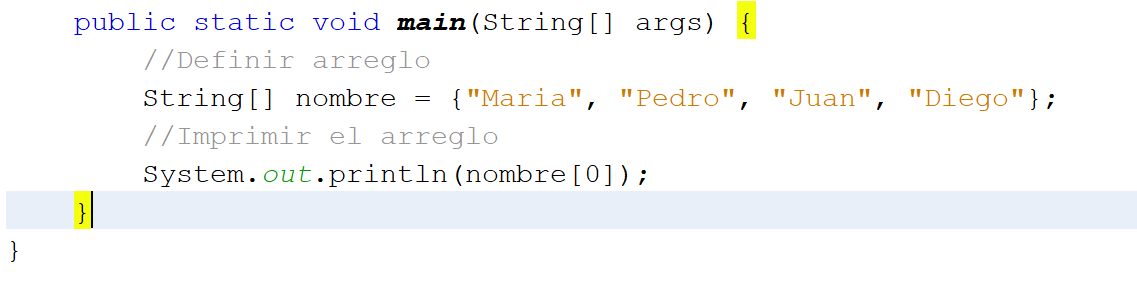 public static void main(String[] args) {
//Definir arreglo
String[] nombre = {"Maria", "Pedro", "Juan", "Diego"};
//Imprimir el arreglo
System.out.println(nombre[0]);
}
}